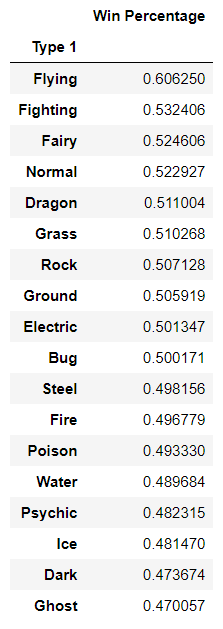 Win Percentage
Type 1
Flying 0.606250
Fighting 0.532406
Fairy 0.524606
Normal 0.522927
Dragon 0.511004
Grass 0.510268
Rock 0.507128
Ground 0.505919
Electric 0.501347
Bug 0.500171
Steel 0.498156
Fire 0.496779
Poison 0.493330
Water 0.489684
Psychic 0.482315
Ice 0.481470
Dark 0.473674
Ghost 0.470057